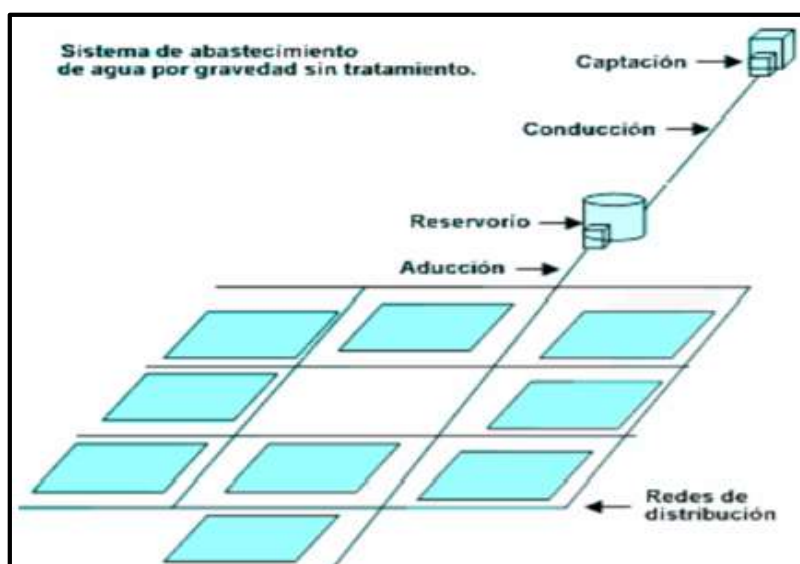 Sistema de abastecimiento
de agua por gravedad sin tratamiento.
Captación
Conducción
Reservorio
Aducción
Redes de
distribución